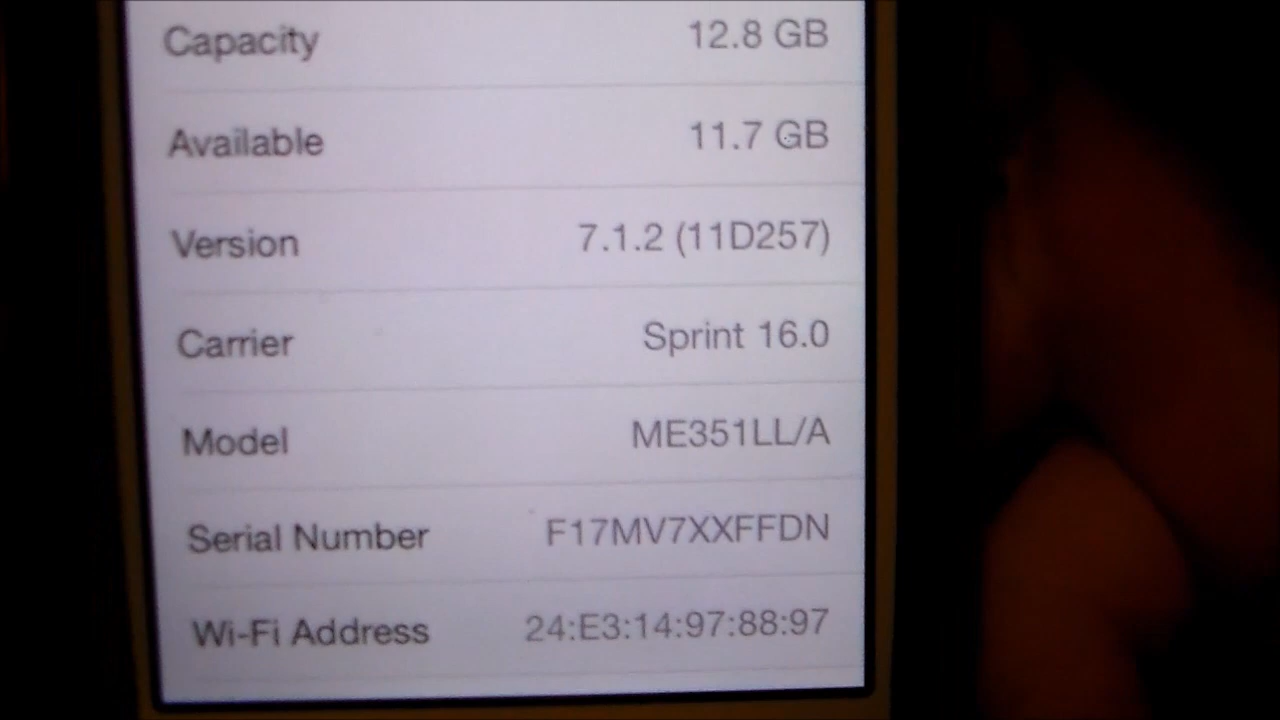 Capacity 12.8 GB
Available 11.7 GB
Version 7.1.2 (11D257)
Carrier Sprint 16.0
Model ME351LL/A
Serial Number F17MV7XXFFDN
Wi-Fi Address 24:E3:14:97:88:97